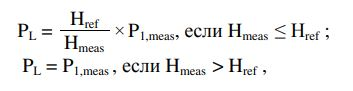 P_L = H_ref / H_meas × P_1,meas, если H_meas ≤ H_ref ;
P_L = P_1,meas , если H_meas > H_ref ,